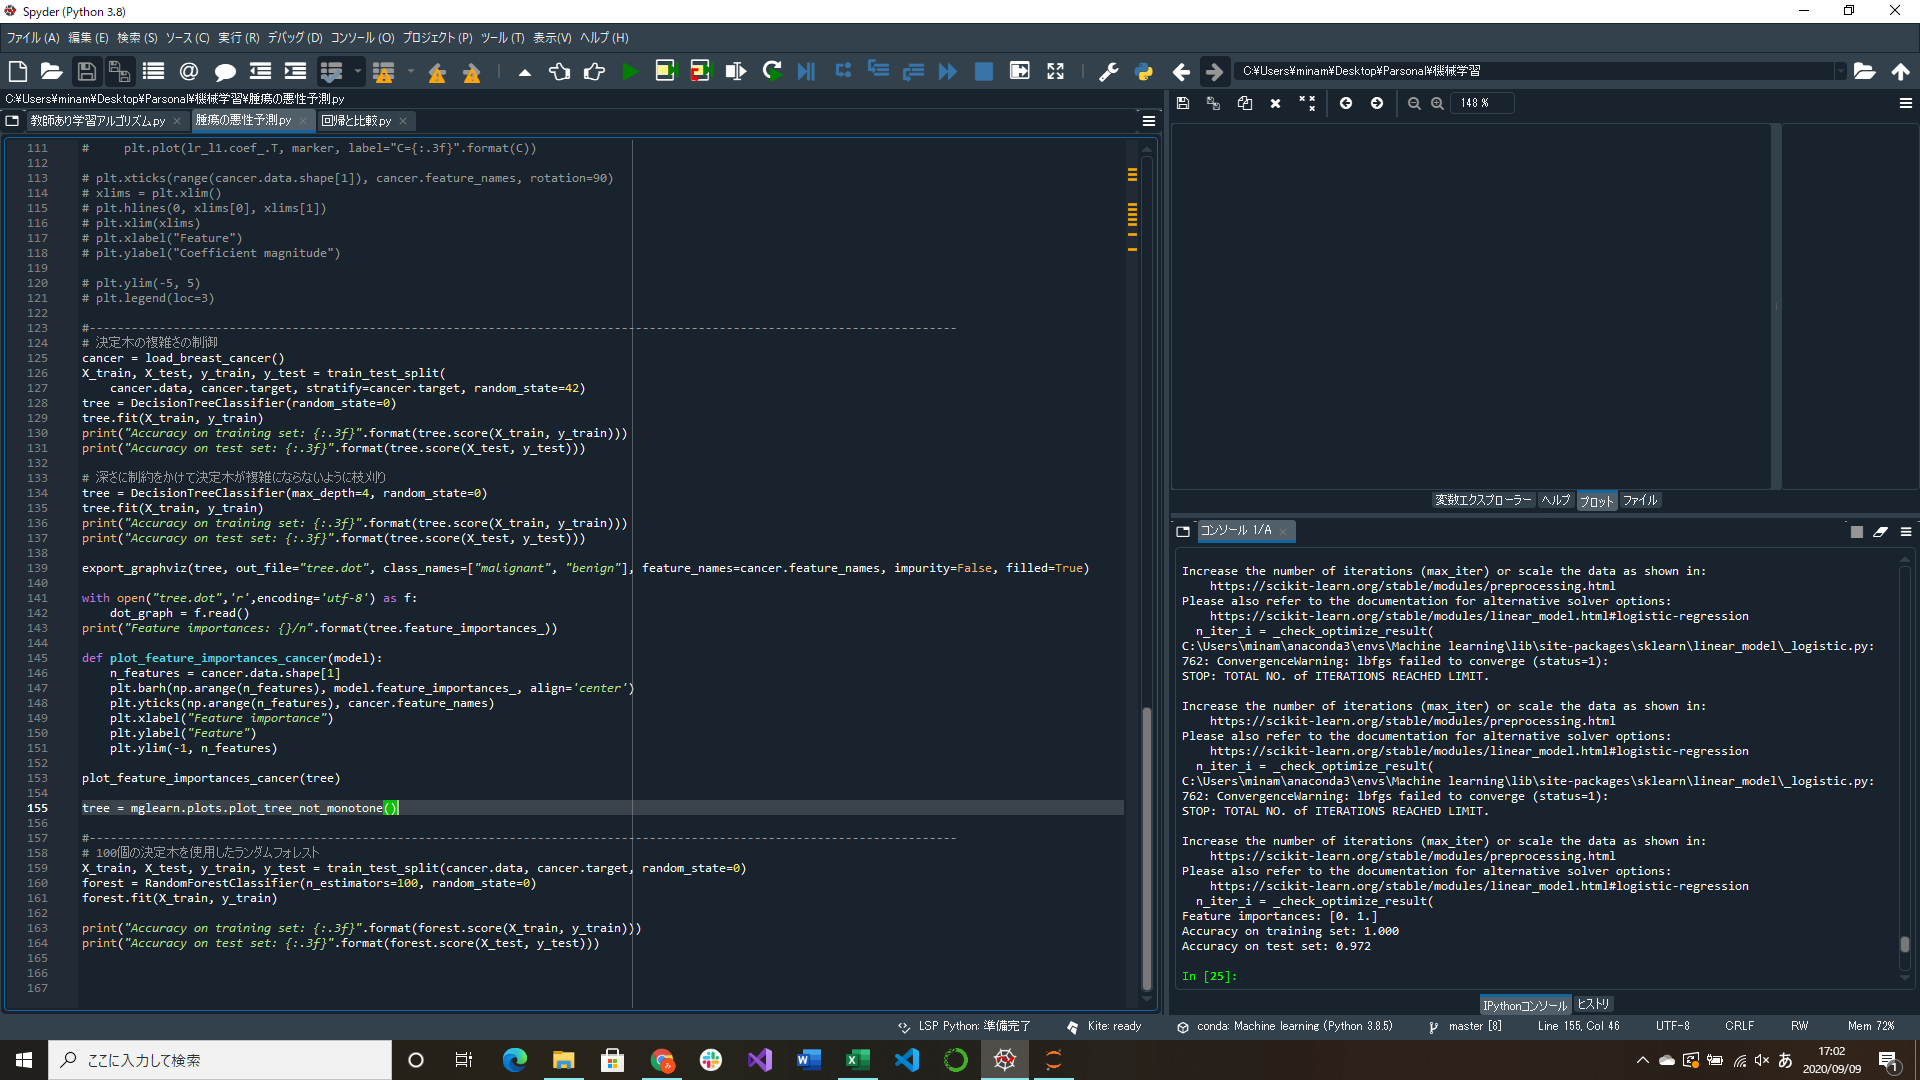 Spyder (Python 3.8)
ファイル (A) 編集 (E) 検索 (S) ソース (C) 実行 (R) デバッグ (D) コンソール (O) プロジェクト (P) ツール (T) 表示(V) ヘルプ (H)
C:¥Users¥minam¥Desktop¥Parsonal¥機械学習
C:¥Users¥minam¥Desktop¥Parsonal¥機械学習¥腫瘍の悪性予測.py
教師あり学習アルゴリズム.py 腫瘍の悪性予測.py 回帰と比較.py
148 %
111 #     plt.plot(lr_l1.coef_.T, marker, label="C={:.3f}".format(C))
112
113 # plt.xticks(range(cancer.data.shape[1]), cancer.feature_names, rotation=90)
114 # xlims = plt.xlim()
115 # plt.hlines(0, xlims[0], xlims[1])
116 # plt.xlim(xlims)
117 # plt.xlabel("Feature")
118 # plt.ylabel("Coefficient magnitude")
119
120 # plt.ylim(-5, 5)
121 # plt.legend(loc=3)
122
123 #----------------------------------------------------------------------------------------------------------------------------
124 # 決定木の複雑さの制御
125 cancer = load_breast_cancer()
126 X_train, X_test, y_train, y_test = train_test_split(
127     cancer.data, cancer.target, stratify=cancer.target, random_state=42)
128 tree = DecisionTreeClassifier(random_state=0)
129 tree.fit(X_train, y_train)
130 print("Accuracy on training set: {:.3f}".format(tree.score(X_train, y_train)))
131 print("Accuracy on test set: {:.3f}".format(tree.score(X_test, y_test)))
132
133 # 深さに制約をかけて決定木が複雑にならないように枝刈り
134 tree = DecisionTreeClassifier(max_depth=4, random_state=0)
135 tree.fit(X_train, y_train)
136 print("Accuracy on training set: {:.3f}".format(tree.score(X_train, y_train)))
137 print("Accuracy on test set: {:.3f}".format(tree.score(X_test, y_test)))
138
139 export_graphviz(tree, out_file="tree.dot", class_names=["malignant", "benign"], feature_names=cancer.feature_names, impurity=False, filled=True)
140
141 with open("tree.dot",'r',encoding='utf-8') as f:
142     dot_graph = f.read()
143 print("Feature importances: {}/n".format(tree.feature_importances_))
144
145 def plot_feature_importances_cancer(model):
146     n_features = cancer.data.shape[1]
147     plt.barh(np.arange(n_features), model.feature_importances_, align='center')
148     plt.yticks(np.arange(n_features), cancer.feature_names)
149     plt.xlabel("Feature importance")
150     plt.ylabel("Feature")
151     plt.ylim(-1, n_features)
152
153 plot_feature_importances_cancer(tree)
154
155 tree = mglearn.plots.plot_tree_not_monotone()
156
157 #----------------------------------------------------------------------------------------------------------------------------
158 # 100個の決定木を使用したランダムフォレスト
159 X_train, X_test, y_train, y_test = train_test_split(cancer.data, cancer.target, random_state=0)
160 forest = RandomForestClassifier(n_estimators=100, random_state=0)
161 forest.fit(X_train, y_train)
162
163 print("Accuracy on training set: {:.3f}".format(forest.score(X_train, y_train)))
164 print("Accuracy on test set: {:.3f}".format(forest.score(X_test, y_test)))
165
166
167
変数エクスプローラー ヘルプ プロット ファイル
コンソール 1/A
Increase the number of iterations (max_iter) or scale the data as shown in:
    https://scikit-learn.org/stable/modules/preprocessing.html
Please also refer to the documentation for alternative solver options:
    https://scikit-learn.org/stable/modules/linear_model.html#logistic-regression
  n_iter_i = _check_optimize_result(
C:\Users\minam\anaconda3\envs\Machine learning\lib\site-packages\sklearn\linear_model\_logistic.py:
762: ConvergenceWarning: lbfgs failed to converge (status=1):
STOP: TOTAL NO. of ITERATIONS REACHED LIMIT.
Increase the number of iterations (max_iter) or scale the data as shown in:
    https://scikit-learn.org/stable/modules/preprocessing.html
Please also refer to the documentation for alternative solver options:
    https://scikit-learn.org/stable/modules/linear_model.html#logistic-regression
  n_iter_i = _check_optimize_result(
C:\Users\minam\anaconda3\envs\Machine learning\lib\site-packages\sklearn\linear_model\_logistic.py:
762: ConvergenceWarning: lbfgs failed to converge (status=1):
STOP: TOTAL NO. of ITERATIONS REACHED LIMIT.
Increase the number of iterations (max_iter) or scale the data as shown in:
    https://scikit-learn.org/stable/modules/preprocessing.html
Please also refer to the documentation for alternative solver options:
    https://scikit-learn.org/stable/modules/linear_model.html#logistic-regression
  n_iter_i = _check_optimize_result(
Feature importances: [0. 1.]
Accuracy on training set: 1.000
Accuracy on test set: 0.972
In [25]:
IPythonコンソール ヒストリ
LSP Python: 準備完了 Kite: ready conda: Machine learning (Python 3.8.5) master [8] Line 155, Col 46 UTF-8 CRLF RW Mem 72%
ここに入力して検索
あ 17:02
2020/09/09
1